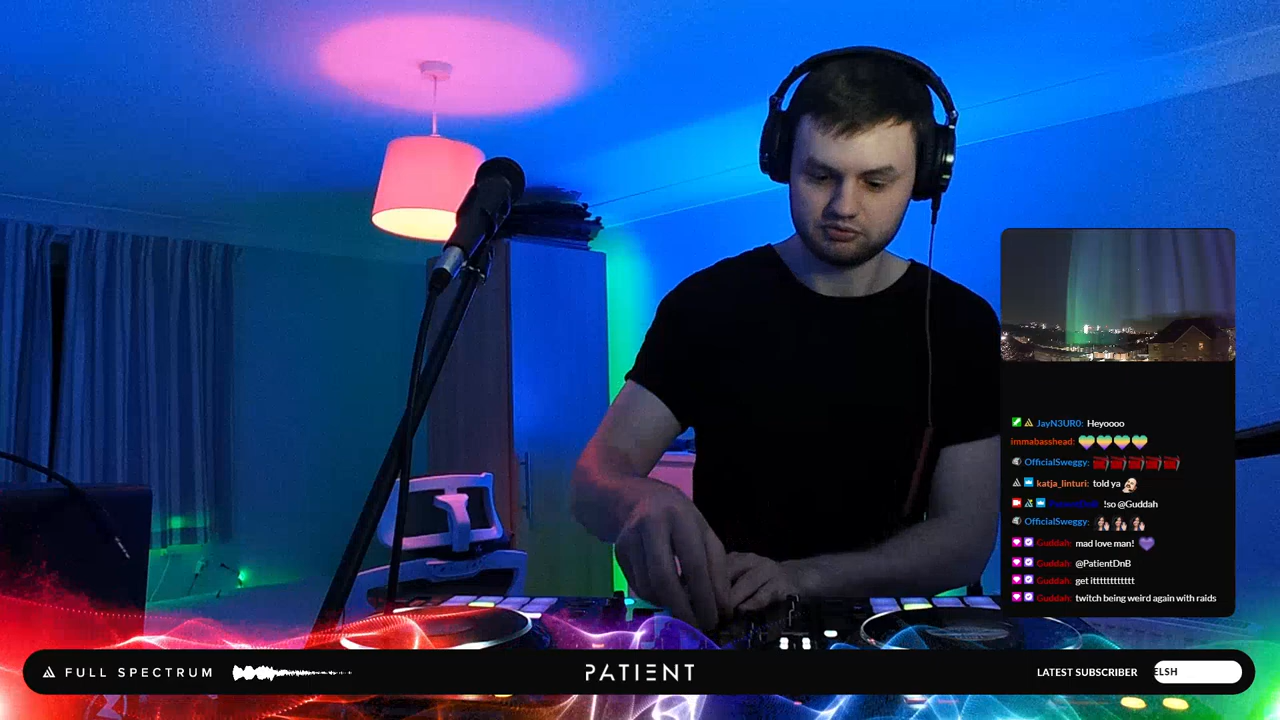 JayN3UR0: Heyoooo
immabasshead:
OfficialSweggy:
katja_linturi: told ya
!so @Guddah
OfficialSweggy:
Guddah: mad love man!
Guddah: @PatientDnB
Guddah: get itttttttttttt
Guddah: twitch being weird again with raids
FULL SPECTRUM
PATIENT
LATEST SUBSCRIBER
ELSH